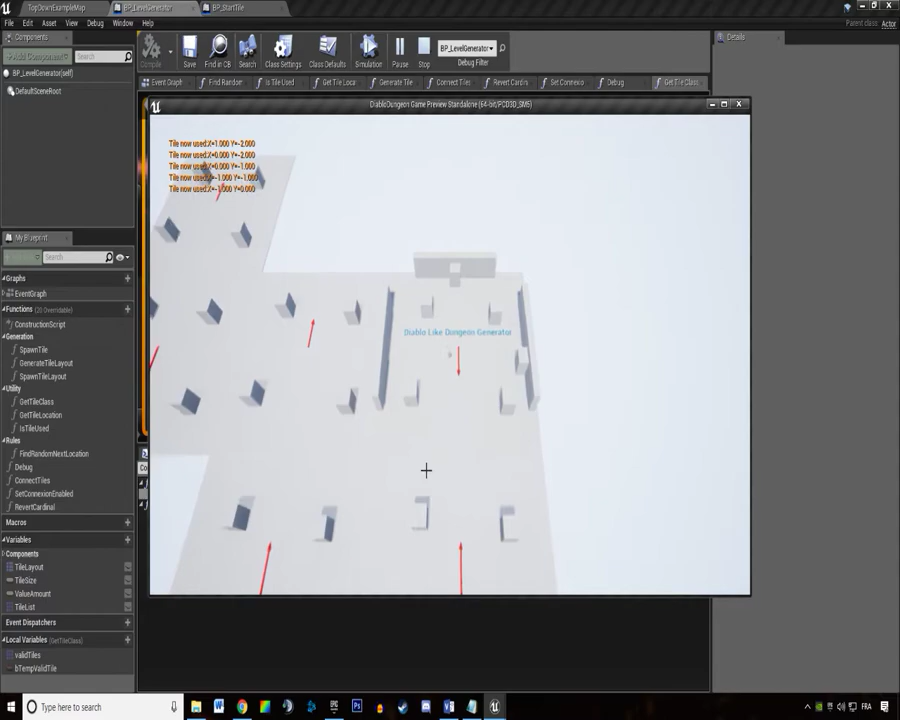 TopDownExampleMap
BP_LevelGenerator
BP_StartTile
File Edit Asset View Debug Window Help
Parent class: Actor
Components
Add Component
Search
BP_LevelGenerator(self)
DefaultSceneRoot
Compile
Save
Find in CB
Search
Class Settings
Class Defaults
Simulation
Pause
Stop
BP_LevelGenerator
Debug Filter
Details
Event Graph
Find Random
Is Tile Used
Get Tile Loca
Generate Tile
Connect Tiles
Revert Cardin
Set Connexio
Debug
Get Tile Class
DiabloDungeon Game Preview Standalone (64-bit/PCD3D_SM5)
Tile now used:X=1.000 Y=-2.000
Tile now used:X=0.000 Y=-2.000
Tile now used:X=0.000 Y=-1.000
Tile now used:X=-1.000 Y=-1.000
Tile now used:X=-1.000 Y=0.000
Diablo Like Dungeon Generator
My Blueprint
Search
Graphs
EventGraph
Functions (20 Overridable)
ConstructionScript
Generation
SpawnTile
GenerateTileLayout
SpawnTileLayout
Utility
GetTileClass
GetTileLocation
IsTileUsed
Rules
FindRandomNextLocation
Debug
ConnectTiles
SetConnexionEnabled
RevertCardinal
Macros
Variables
Components
TileLayout
TileSize
ValueAmount
TileList
Event Dispatchers
Local Variables (GetTileClass)
validTiles
bTempValidTile
Co
Type here to search
FRA